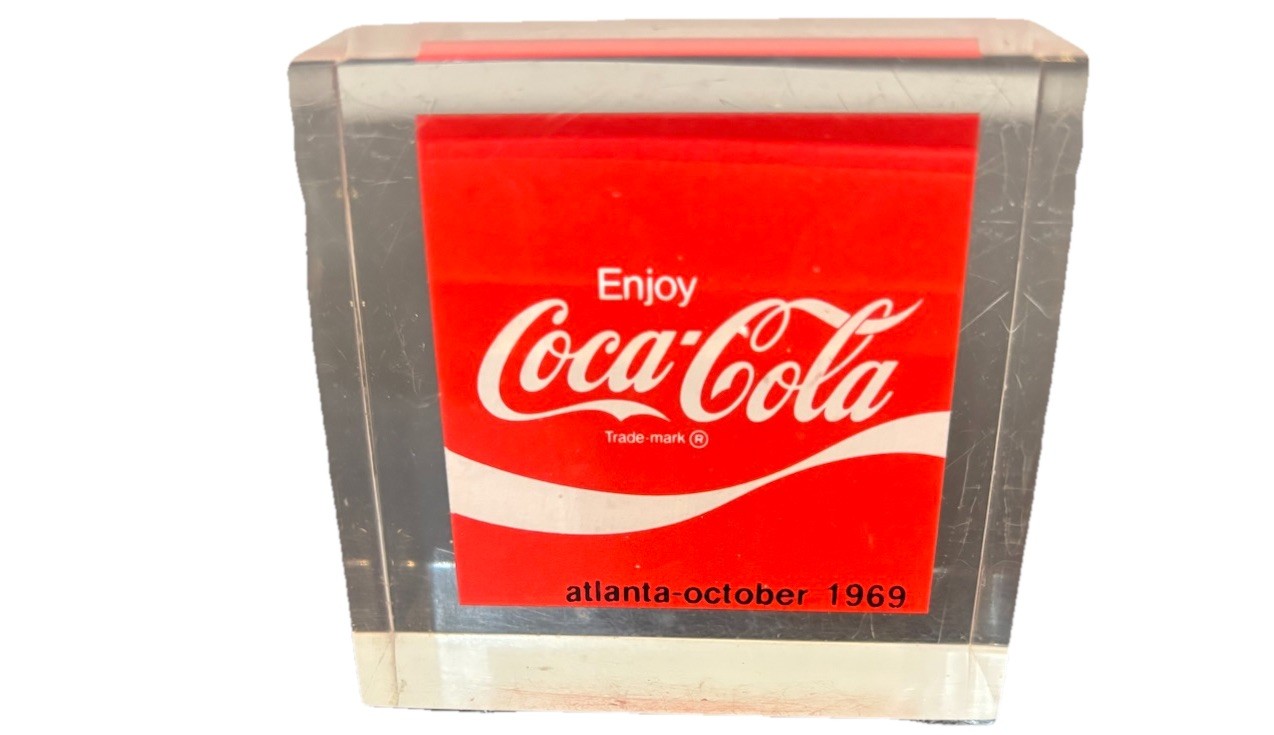 Enjoy
Coca-Cola
Trade-mark ®
atlanta-october 1969